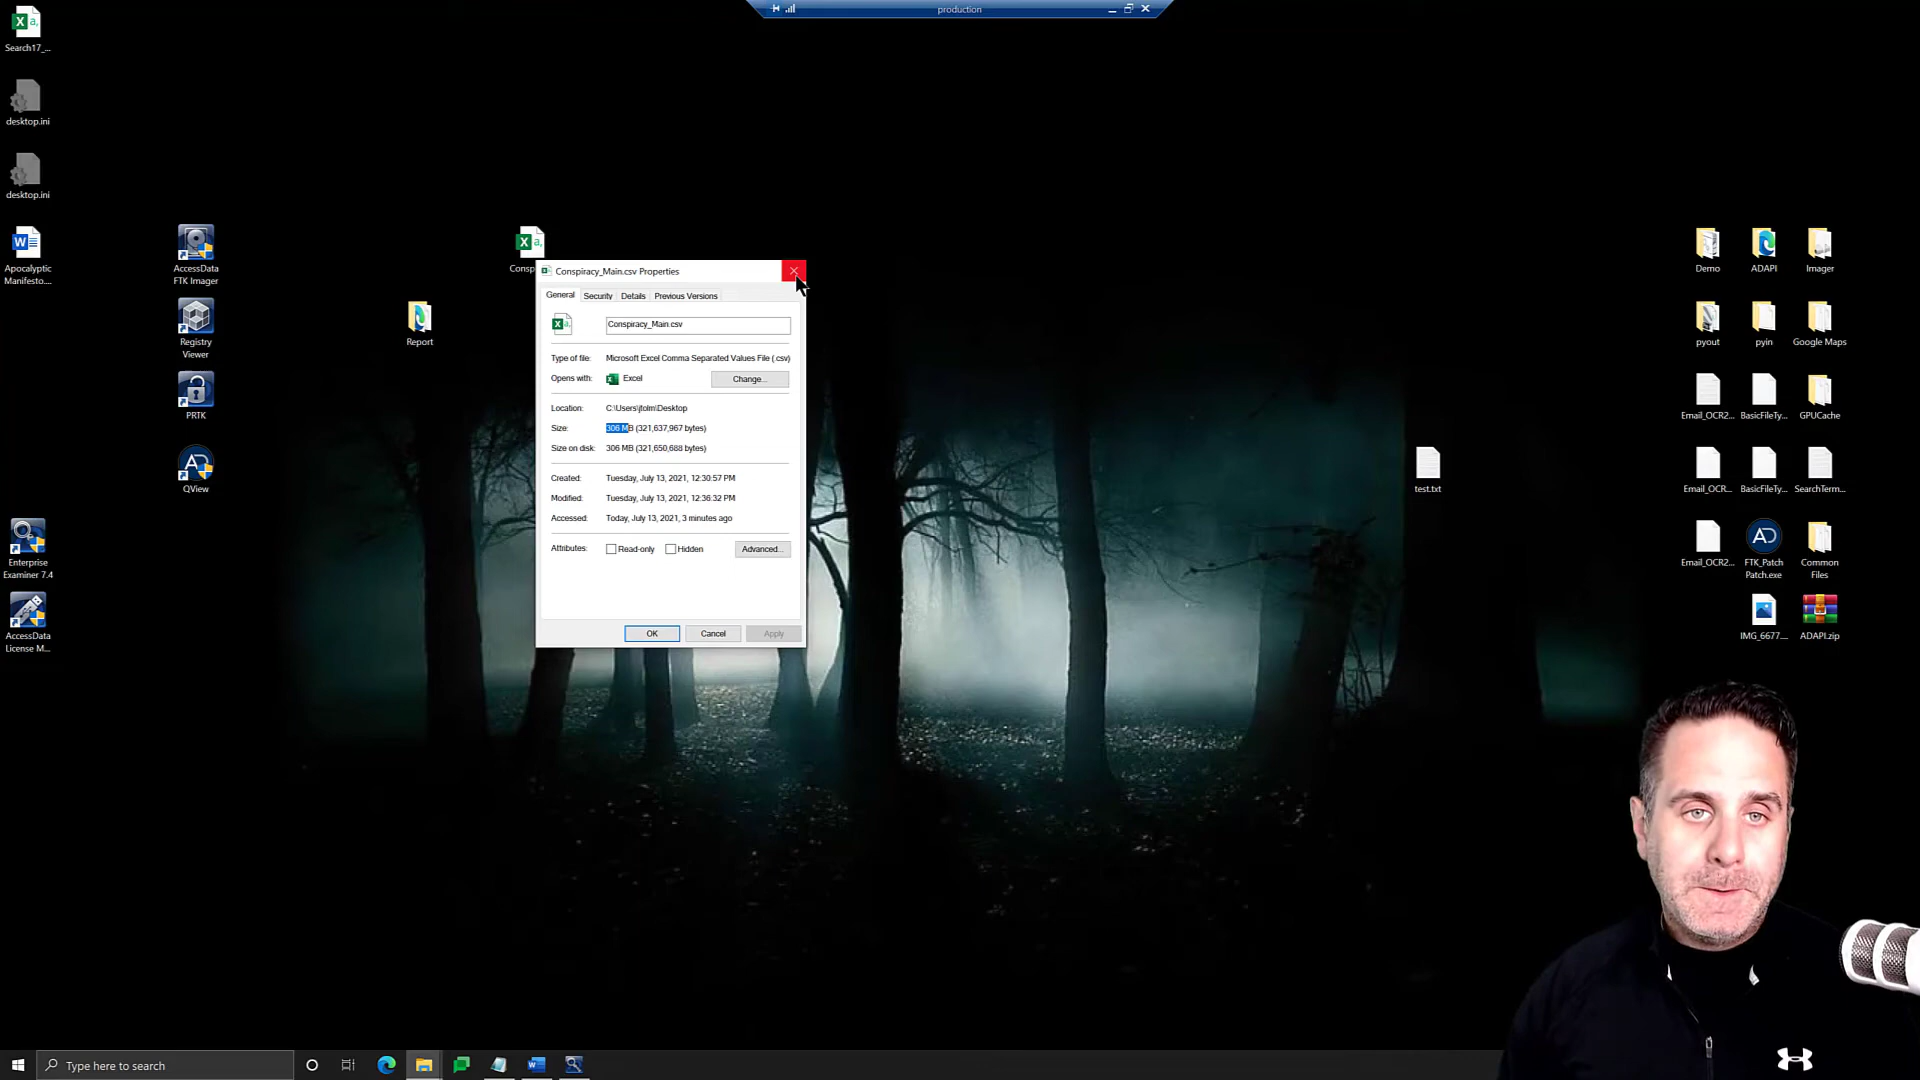 production
Search17_...
desktop.ini
desktop.ini
Apocalyptic
Manifesto....
AccessData
FTK Imager
Registry
Viewer
PRTK
QView
Enterprise
Examiner 7.4
AccessData
License M...
Report
Consp
Conspiracy_Main.csv Properties
General Security Details Previous Versions
Conspiracy_Main.csv
Type of file: Microsoft Excel Comma Separated Values File (.csv)
Opens with: Excel Change...
Location: C:\Users\jtolm\Desktop
Size: 306 MB (321,637,967 bytes)
Size on disk: 306 MB (321,650,688 bytes)
Created: Tuesday, July 13, 2021, 12:30:57 PM
Modified: Tuesday, July 13, 2021, 12:36:32 PM
Accessed: Today, July 13, 2021, 3 minutes ago
Attributes: Read-only Hidden Advanced...
OK Cancel Apply
test.txt
Demo ADAPI Imager
pyout pyin Google Maps
Email_OCR2... BasicFileTy... GPUCache
Email_OCR... BasicFileTy... SearchTerm...
Email_OCR2... FTK_Patch
Patch.exe Common
Files
IMG_6677.... ADAPI.zip
Type here to search